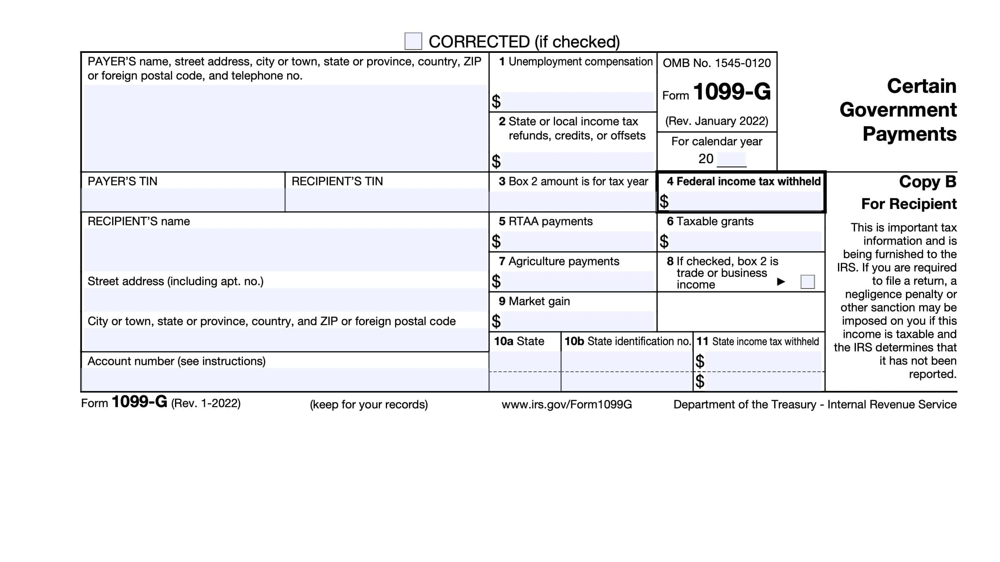 CORRECTED (if checked)
PAYER’S name, street address, city or town, state or province, country, ZIP
or foreign postal code, and telephone no.
1 Unemployment compensation
$
2 State or local income tax
refunds, credits, or offsets
$
OMB No. 1545-0120
Form 1099-G
(Rev. January 2022)
For calendar year
20
Certain
Government
Payments
PAYER’S TIN
RECIPIENT’S TIN
3 Box 2 amount is for tax year
4 Federal income tax withheld
$
Copy B
For Recipient
This is important tax
information and is
being furnished to the
IRS. If you are required
to file a return, a
negligence penalty or
other sanction may be
imposed on you if this
income is taxable and
the IRS determines that
it has not been
reported.
RECIPIENT’S name
5 RTAA payments
$
6 Taxable grants
$
Street address (including apt. no.)
7 Agriculture payments
$
8 If checked, box 2 is
trade or business
income ▶
9 Market gain
$
City or town, state or province, country, and ZIP or foreign postal code
10a State
10b State identification no.
11 State income tax withheld
$
$
Account number (see instructions)
Form 1099-G (Rev. 1-2022)
(keep for your records)
www.irs.gov/Form1099G
Department of the Treasury - Internal Revenue Service